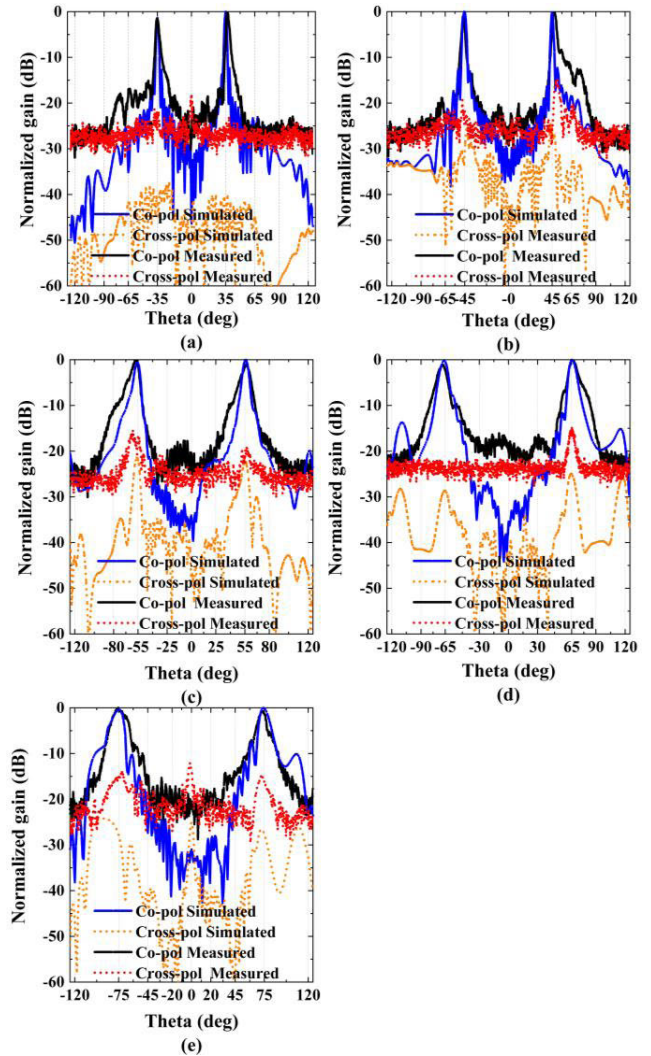 0
-10
-20
-30
-40
-50
-60
Normalized gain (dB)
Co-pol Simulated
Cross-pol Simulated
Co-pol Measured
Cross-pol Measured
-120 -90 -65 -35 0 35 65 90 120
Theta (deg)
(a)
0
-10
-20
-30
-40
-50
-60
Normalized gain (dB)
Co-pol Simulated
Cross-pol Simulated
Co-pol Measured
Cross-pol Measured
-120 -90 -65 -45 -0 45 65 90 120
Theta (deg)
(b)
0
-10
-20
-30
-40
-50
-60
Normalized gain (dB)
Co-pol Simulated
Cross-pol Simulated
Co-pol Measured
Cross-pol Measured
-120 -90 -55 -25 0 25 55 90 120
Theta (deg)
(c)
0
-10
-20
-30
-40
-50
-60
Normalized gain (dB)
Co-pol Simulated
Cross-pol Simulated
Co-pol Measured
Cross-pol Measured
-120 -90 -65 -30 0 30 65 90 120
Theta (deg)
(d)
0
-10
-20
-30
-40
-50
-60
Normalized gain (dB)
Co-pol Simulated
Cross-pol Simulated
Co-pol Measured
Cross-pol Measured
-120 -75 -45 -20 0 20 45 75 120
Theta (deg)
(e)